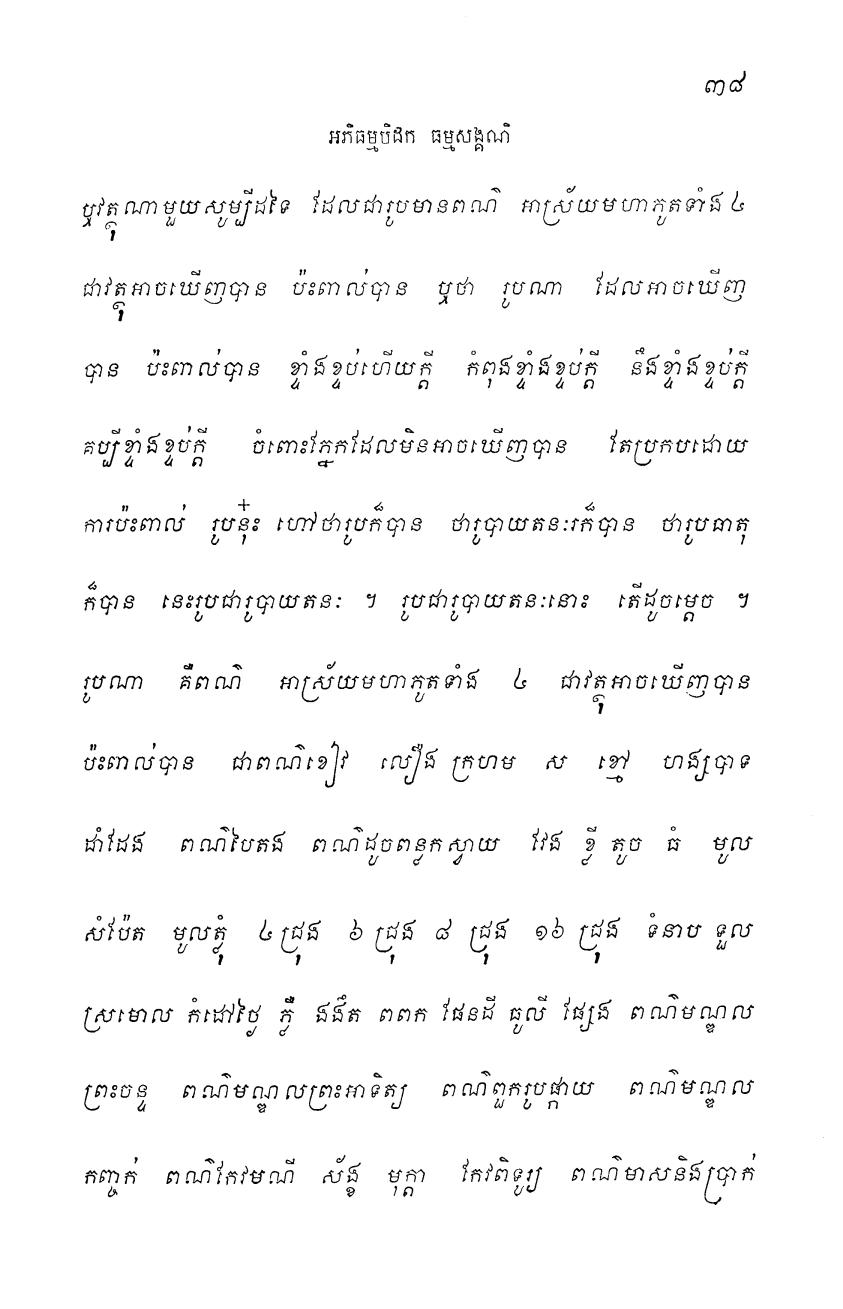 ៣៨
អភិធម្មបិដក ធម្មសង្គណិ
ឬវត្ថុណាមួយសូម្បីដទៃ ដែលជារូបមានពណ៌ អាស្រ័យមហាភូតទាំង ៤
ជាវត្ថុអាចឃើញបាន ប៉ះពាល់បាន ឬថា រូបណា ដែលអាចឃើញ
បាន ប៉ះពាល់បាន ខ្ទាំងខ្ទប់ហើយក្តី កំពុងខ្ទាំងខ្ទប់ក្តី នឹងខ្ទាំងខ្ទប់ក្តី
គប្បីខ្ទាំងខ្ទប់ក្តី ចំពោះភ្នែកដែលមិនអាចឃើញបាន តែប្រកបដោយ
ការប៉ះពាល់ រូបនុ៎ះ ហៅថារូបក៏បាន ថារូបាយតនៈក៏បាន ថារូបធាតុ
ក៏បាន នេះរូបជារូបាយតនៈ ។ រូបជារូបាយតនៈនោះ តើដូចម្តេច ។
រូបណា គឺពណ៌ អាស្រ័យមហាភូតទាំង ៤ ជាវត្ថុអាចឃើញបាន
ប៉ះពាល់បាន ជាពណ៌ខៀវ លឿង ក្រហម ស ខ្មៅ ហង្សបាទ
ដាំដែង ពណ៌បៃតង ពណ៌ដូចពន្លកស្វាយ វែង ខ្លី តូច ធំ មូល
សំប៉ែត មូលត្លុំ ៤ ជ្រុង ៦ ជ្រុង ៨ ជ្រុង ១៦ ជ្រុង ទំនាប ទួល
ស្រមោល កំដៅថ្ងៃ ភ្លឺ ងងឹត ពពក ផែនដី ធូលី ផ្សែង ពណ៌មណ្ឌល
ព្រះចន្ទ ពណ៌មណ្ឌលព្រះអាទិត្យ ពណ៌ពួករូបផ្កាយ ពណ៌មណ្ឌល
កញ្ចក់ ពណ៌កែវមណី ស័ង្ខ មុក្តា កែវពិទូរ្យ ពណ៌មាសនិងប្រាក់